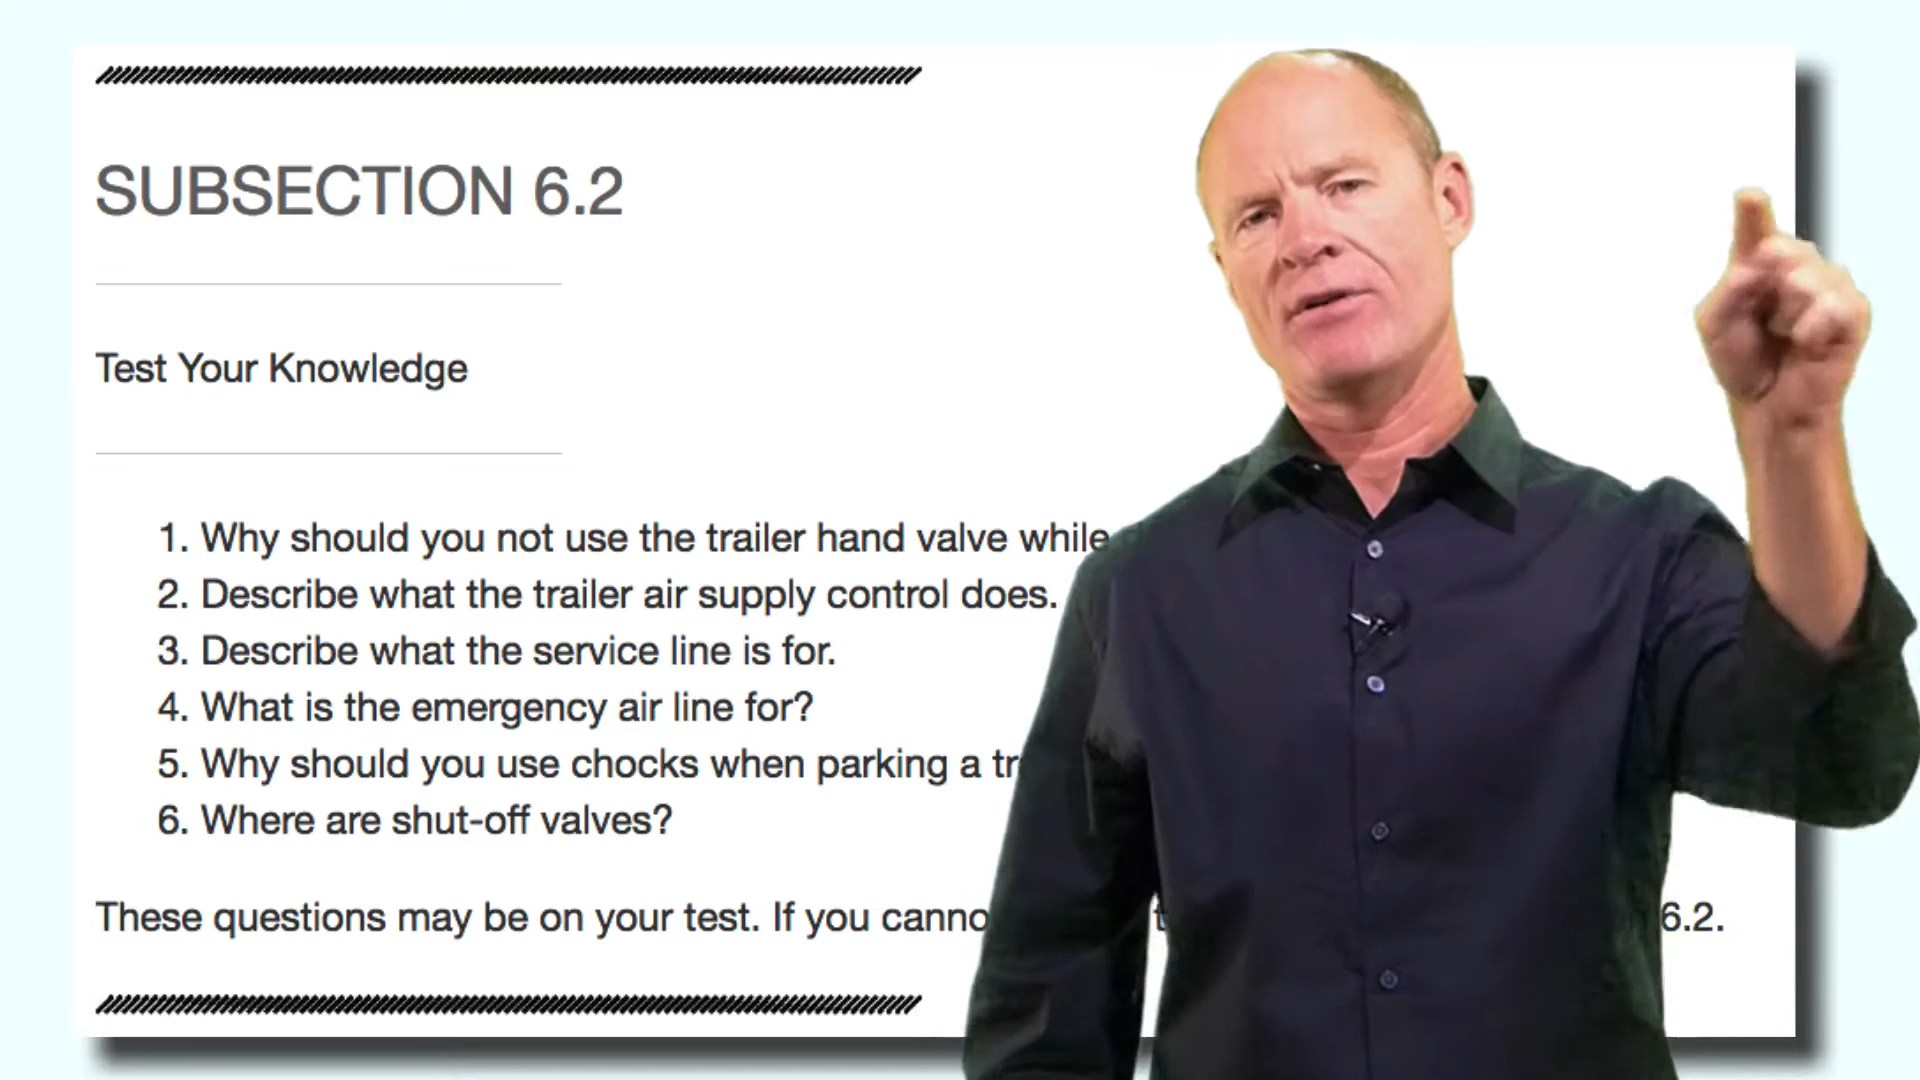 SUBSECTION 6.2
Test Your Knowledge
1. Why should you not use the trailer hand valve while
2. Describe what the trailer air supply control does.
3. Describe what the service line is for.
4. What is the emergency air line for?
5. Why should you use chocks when parking a
6. Where are shut-off valves?
These questions may be on your test. If you 6.2.